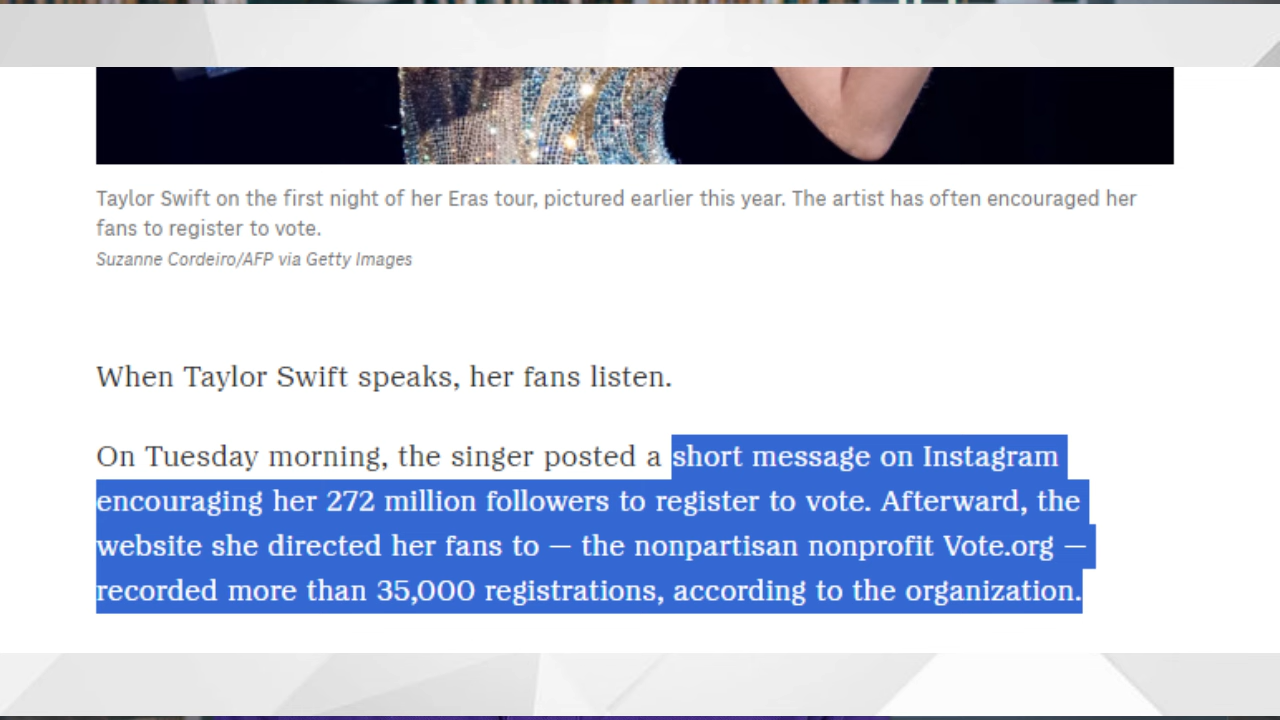 Taylor Swift on the first night of her Eras tour, pictured earlier this year. The artist has often encouraged her
fans to register to vote.
Suzanne Cordeiro/AFP via Getty Images
When Taylor Swift speaks, her fans listen.
On Tuesday morning, the singer posted a short message on Instagram
encouraging her 272 million followers to register to vote. Afterward, the
website she directed her fans to — the nonpartisan nonprofit Vote.org —
recorded more than 35,000 registrations, according to the organization.